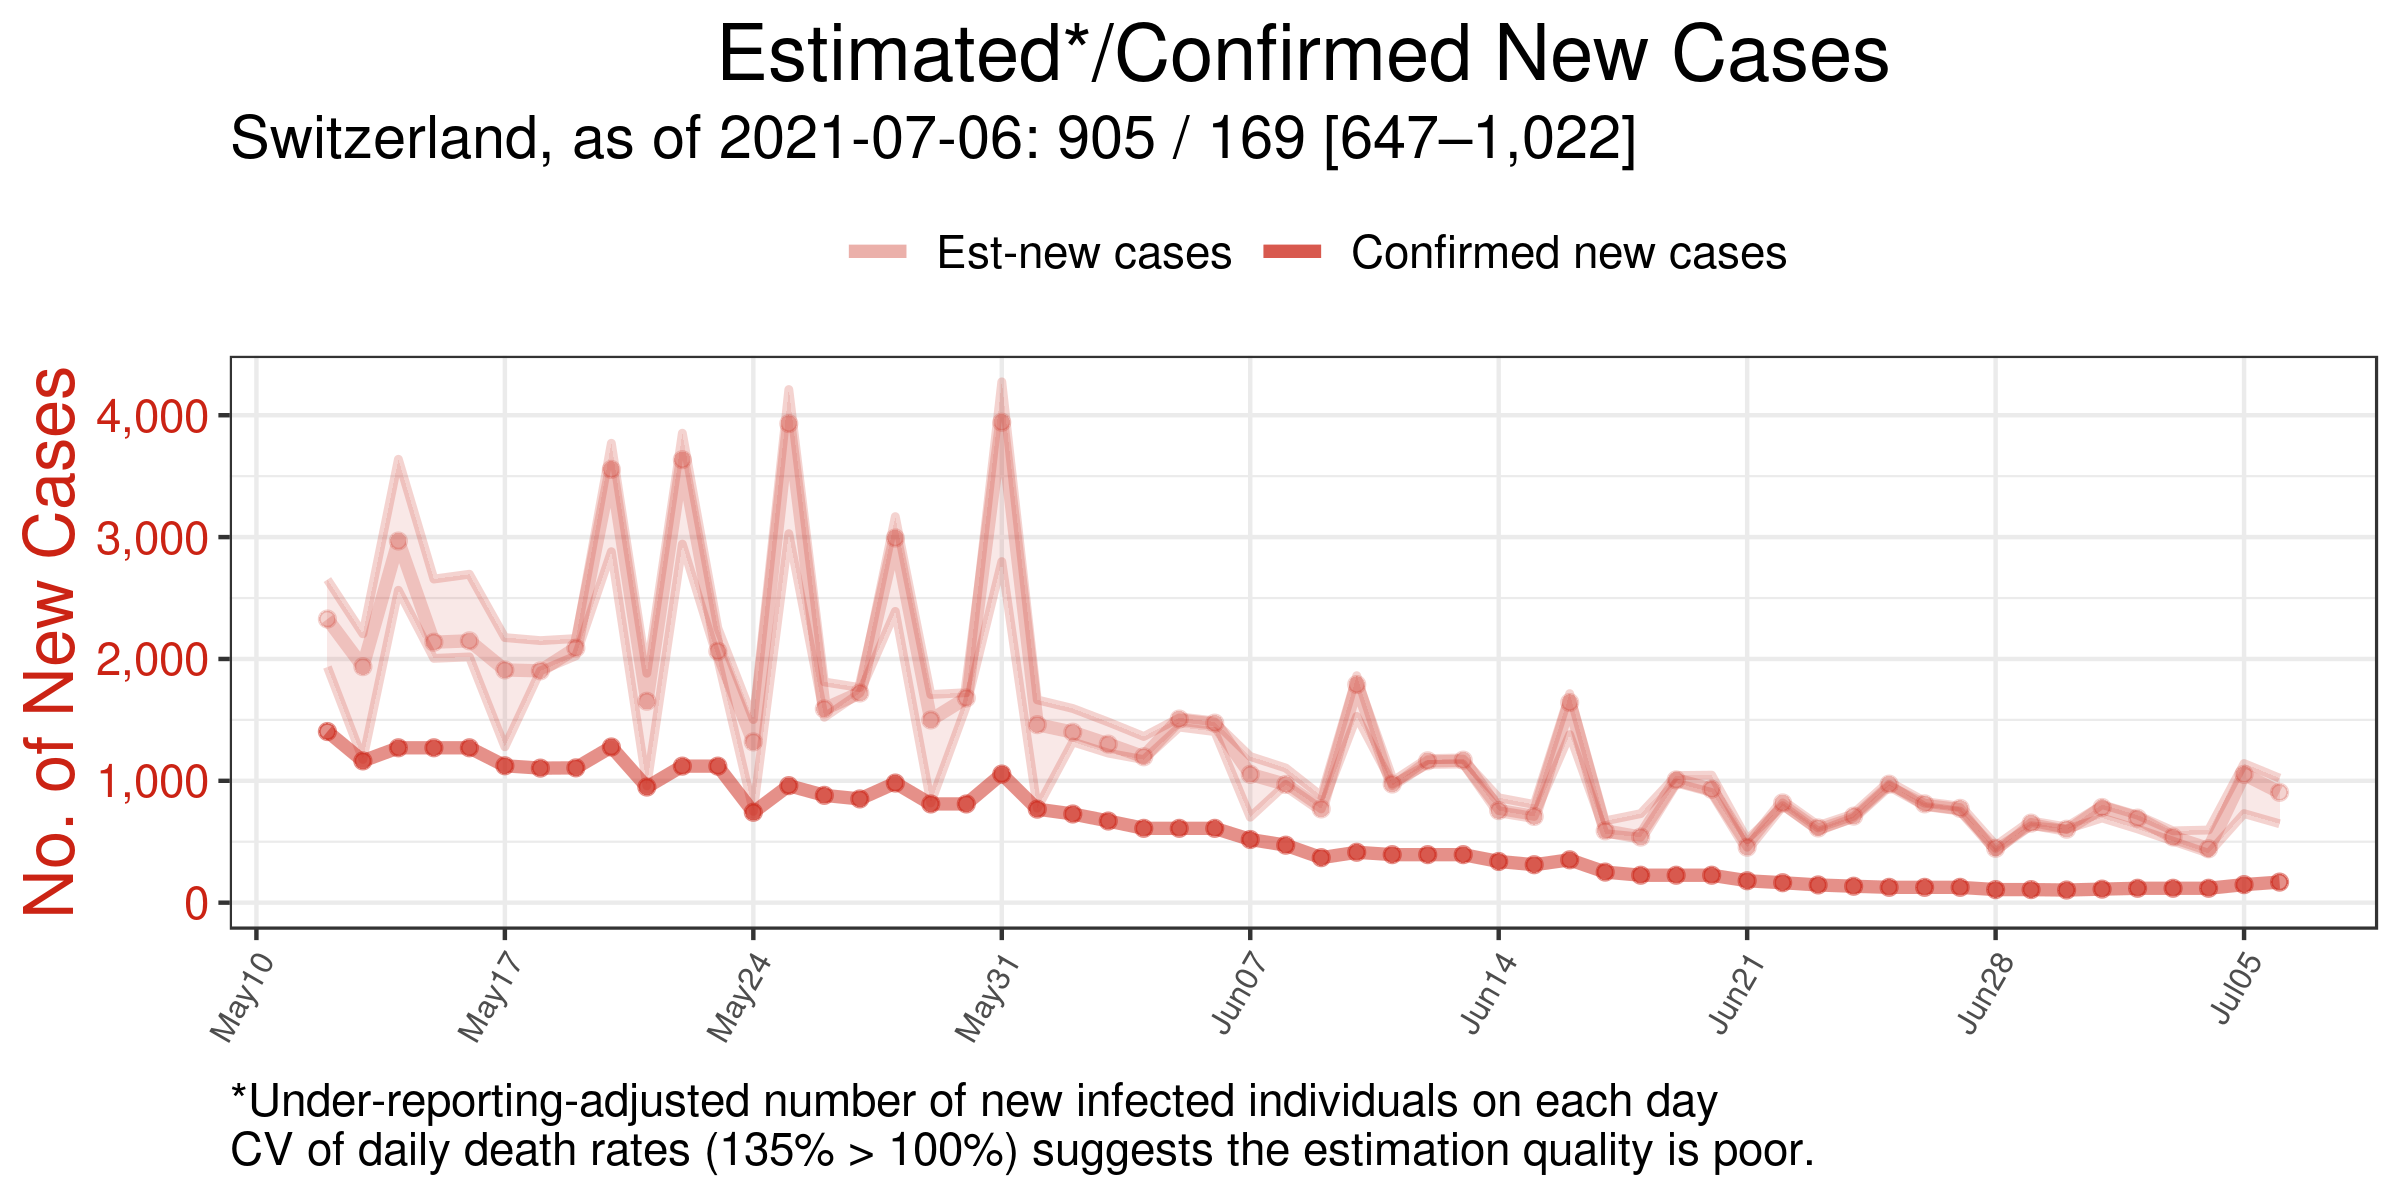 Estimated*/Confirmed New Cases
Switzerland, as of 2021-07-06: 905 / 169 [647–1,022]
Est-new cases
Confirmed new cases
No. of New Cases
4,000
3,000
2,000
1,000
0
May10
May17
May24
May31
Jun07
Jun14
Jun21
Jun28
Jul05
*Under-reporting-adjusted number of new infected individuals on each day
CV of daily death rates (135% > 100%) suggests the estimation quality is poor.